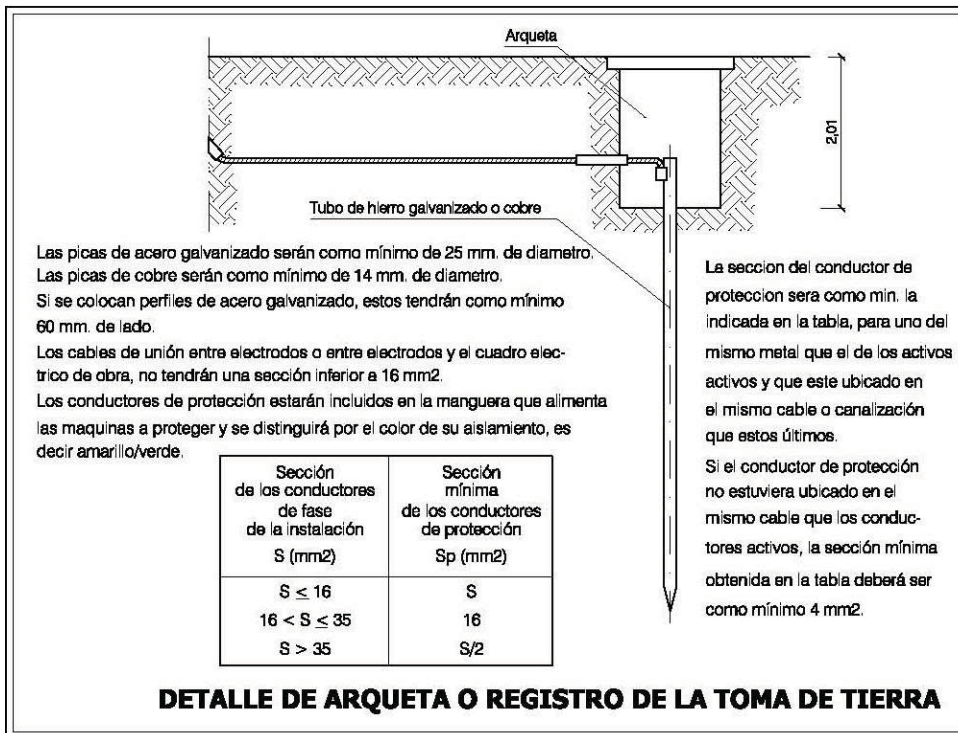 Arqueta
2,01
Tubo de hierro galvanizado o cobre
Las picas de acero galvanizado serán como mínimo de 25 mm. de diametro.
Las picas de cobre serán como mínimo de 14 mm. de diametro.
Si se colocan perfiles de acero galvanizado, estos tendrán como mínimo
60 mm. de lado.
Los cables de unión entre electrodos o entre electrodos y el cuadro elec-
trico de obra, no tendrán una sección inferior a 16 mm2.
Los conductores de protección estarán incluidos en la manguera que alimenta
las maquinas a proteger y se distinguirá por el color de su aislamiento, es
decir amarillo/verde.
Sección
de los conductores
de fase
de la instalación
S (mm2)
Sección
mínima
de los conductores
de protección
Sp (mm2)
S ≤ 16
S
16 < S ≤ 35
16
S > 35
S/2
La seccion del conductor de
proteccion sera como min. la
indicada en la tabla, para uno del
mismo metal que el de los activos
activos y que este ubicado en
el mismo cable o canalización
que estos últimos.
Si el conductor de protección
no estuviera ubicado en el
mismo cable que los conduc-
tores activos, la sección mínima
obtenida en la tabla deberá ser
como mínimo 4 mm2.
DETALLE DE ARQUETA O REGISTRO DE LA TOMA DE TIERRA